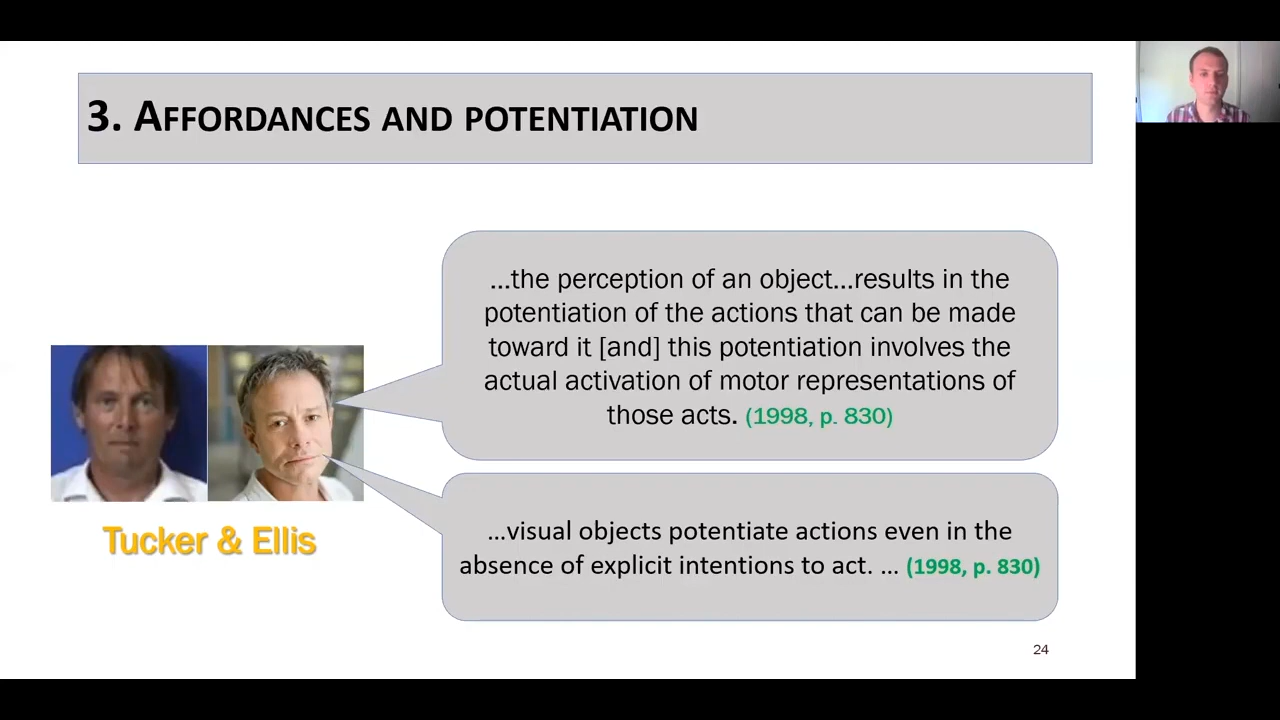 3. AFFORDANCES AND POTENTIATION
...the perception of an object...results in the
potentiation of the actions that can be made
toward it [and] this potentiation involves the
actual activation of motor representations of
those acts. (1998, p. 830)
Tucker & Ellis
...visual objects potentiate actions even in the
absence of explicit intentions to act. ... (1998, p. 830)
24